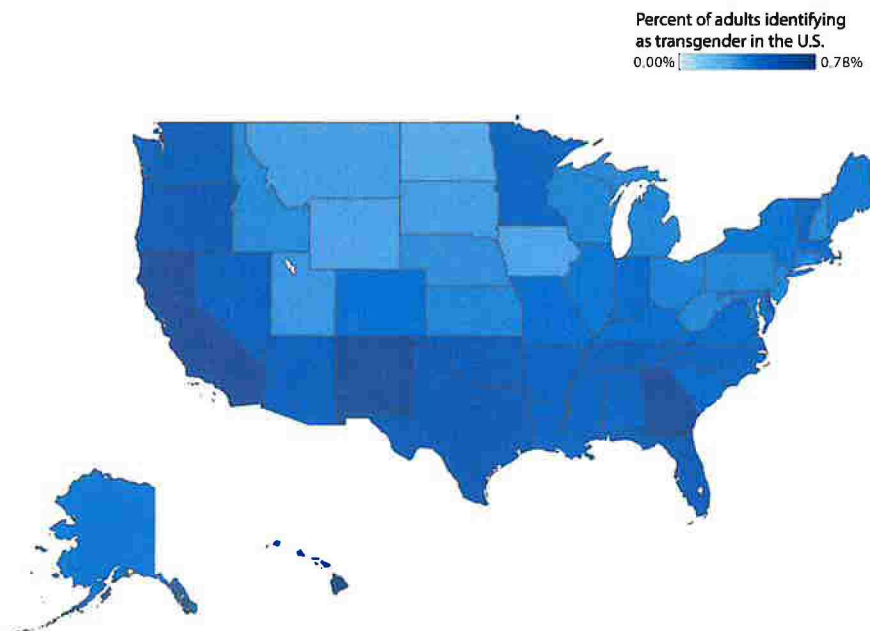 Percent of adults identifying
as transgender in the U.S.
0.00% 0.78%